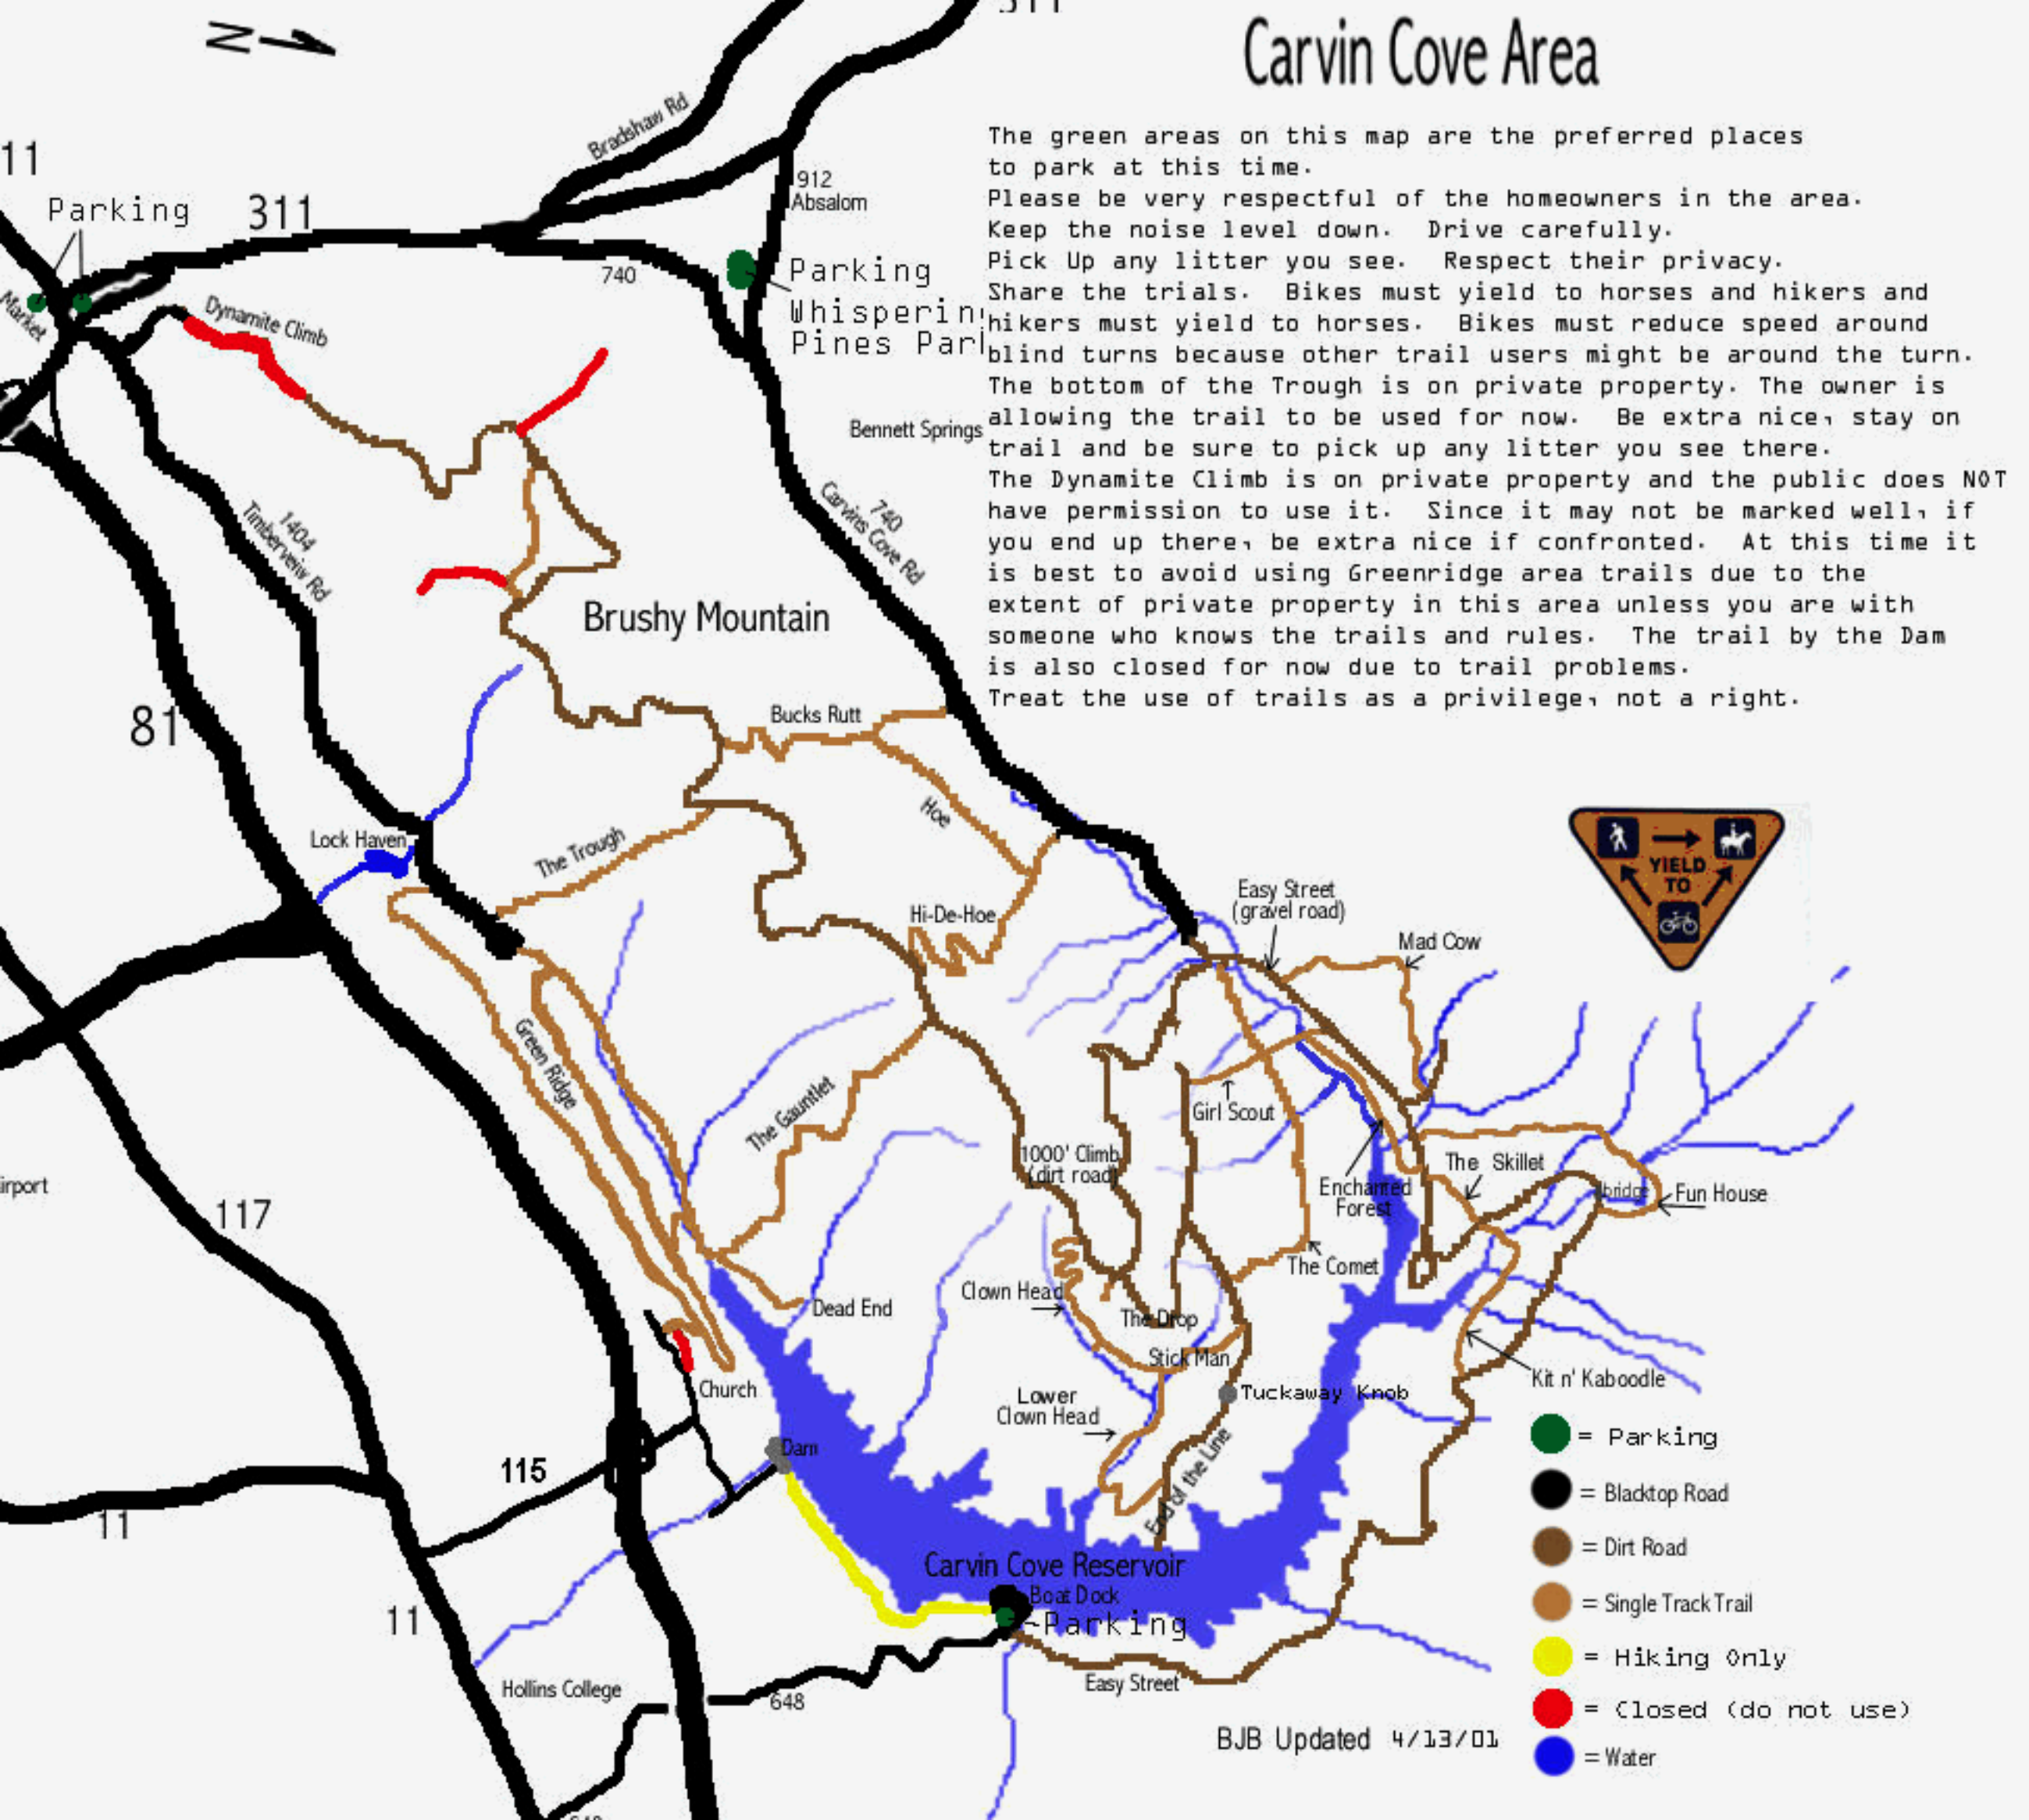 311
N
Carvin Cove Area
The green areas on this map are the preferred places
to park at this time.
Please be very respectful of the homeowners in the area.
Keep the noise level down. Drive carefully.
Pick Up any litter you see. Respect their privacy.
Share the trials. Bikes must yield to horses and hikers and
hikers must yield to horses. Bikes must reduce speed around
blind turns because other trail users might be around the turn.
The bottom of the Trough is on private property. The owner is
allowing the trail to be used for now. Be extra nice, stay on
trail and be sure to pick up any litter you see there.
The Dynamite Climb is on private property and the public does NOT
have permission to use it. Since it may not be marked well, if
you end up there, be extra nice if confronted. At this time it
is best to avoid using Greenridge area trails due to the
extent of private property in this area unless you are with
someone who knows the trails and rules. The trail by the Dam
is also closed for now due to trail problems.
Treat the use of trails as a privilege, not a right.
Bradshaw Rd
11
Parking
311
912
Absalom
740
Parking
Whisperin
Pines Par
Market
Dynamite Climb
Bennett Springs
740
Carvins Cove Rd
1404
Timberveiw Rd
Brushy Mountain
81
Bucks Rutt
Hoe
Lock Haven
The Trough
YIELD
TO
Hi-De-Hoe
Easy Street
(gravel road)
Mad Cow
Green Ridge
The Gauntlet
Girl Scout
1000' Climb
(dirt road)
The Skillet
Enchanted
Forest
bridge
Fun House
irport
117
The Comet
Clown Head
Dead End
The Drop
Stick Man
Church
Lower
Clown Head
Tuckaway Knob
Kit n' Kaboodle
Dam
End of the Line
115
11
Carvin Cove Reservoir
Boat Dock
Parking
11
Hollins College
648
Easy Street
BJB Updated 4/13/01
= Parking
= Blacktop Road
= Dirt Road
= Single Track Trail
= Hiking Only
= Closed (do not use)
= Water